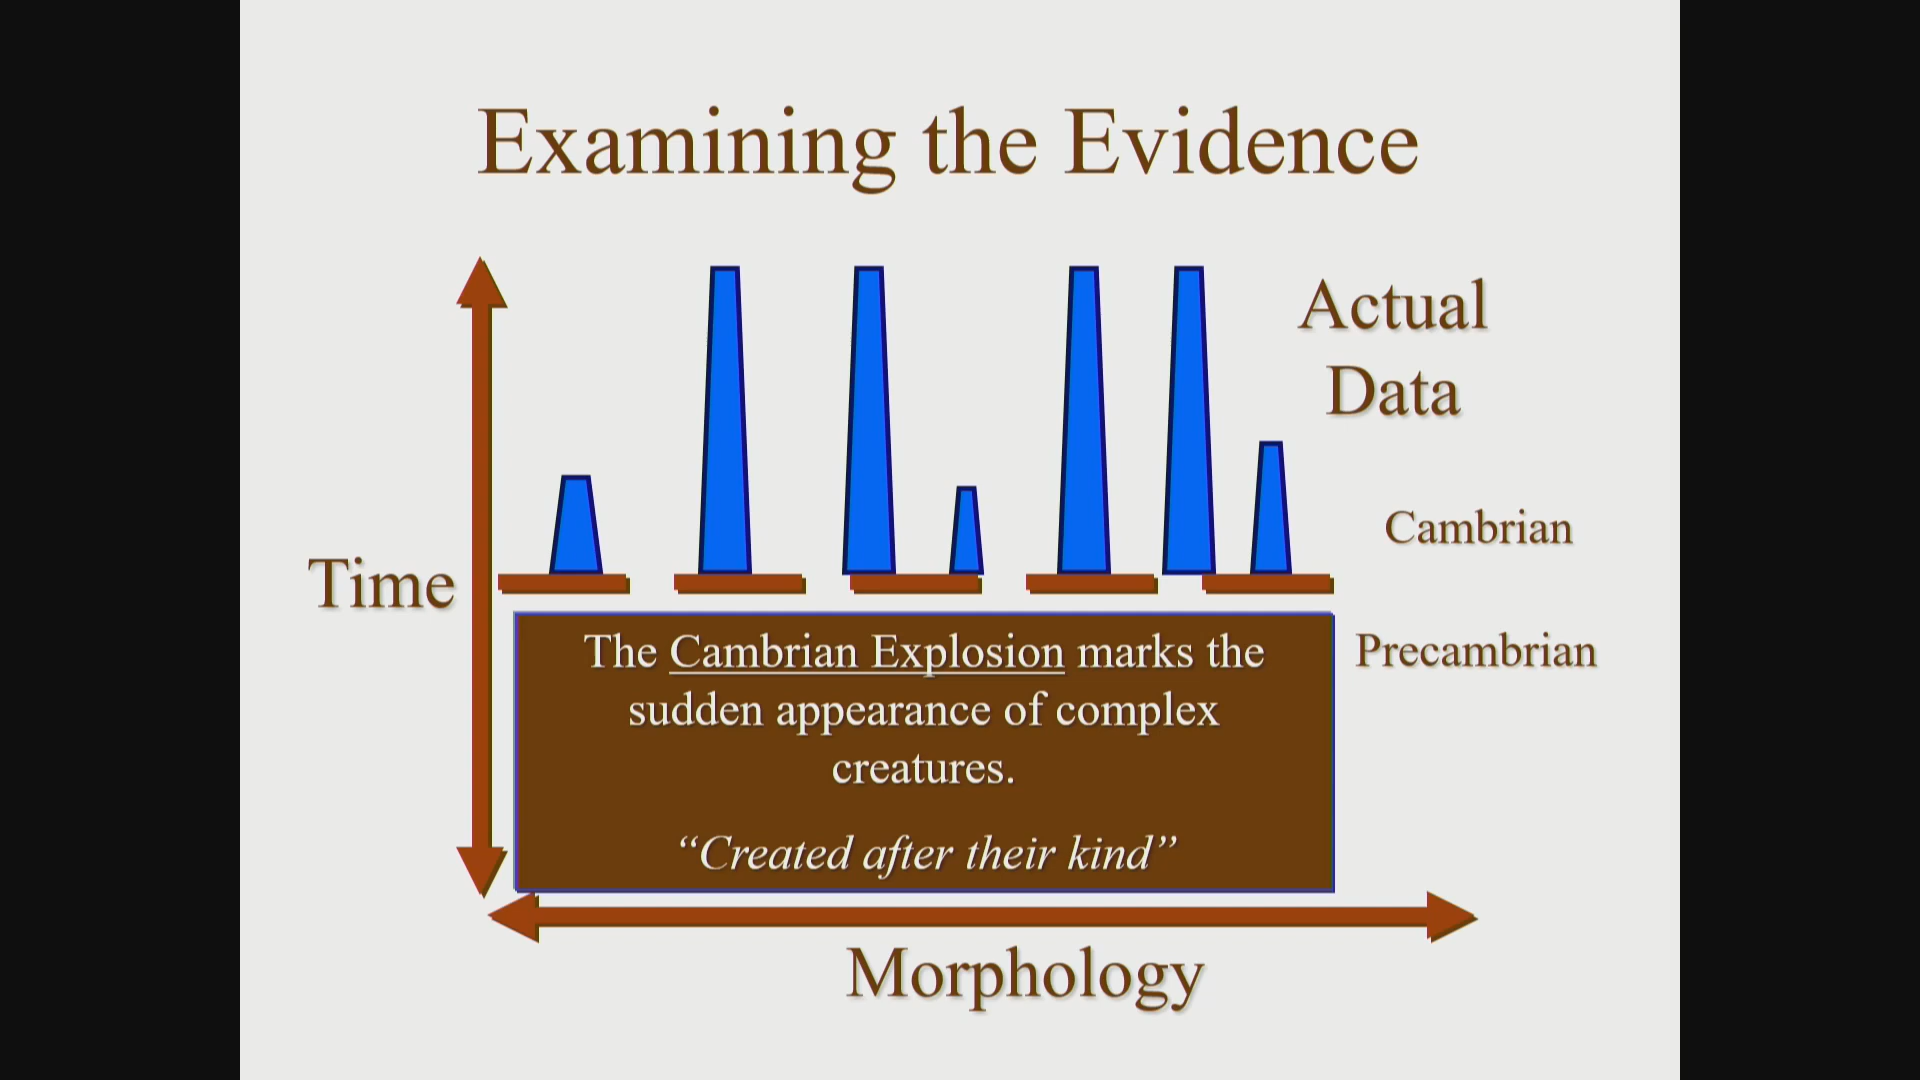 Examining the Evidence
Actual
Data
Cambrian
Time
The Cambrian Explosion marks the
sudden appearance of complex
creatures.
Precambrian
“Created after their kind”
Morphology